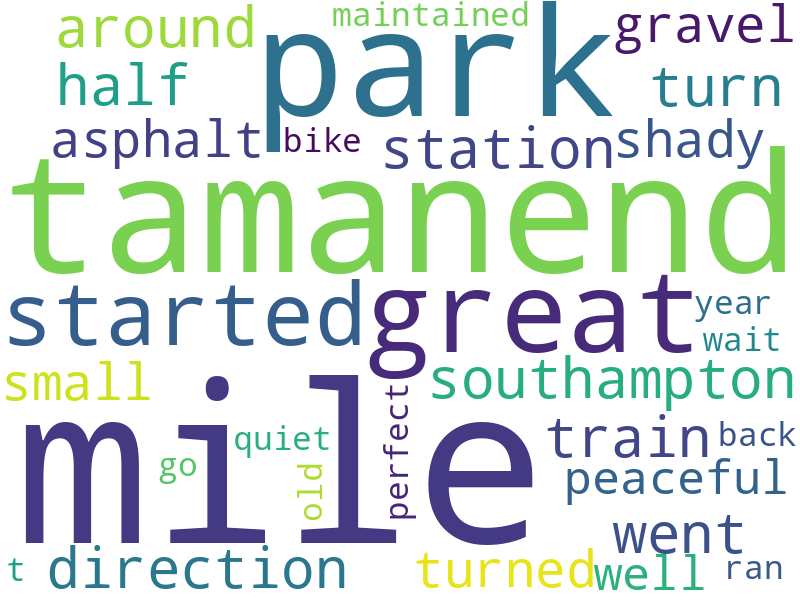 maintained
around park gravel
half turn
asphalt bike station shady
tamanend
started great year
wait
small southampton
mile quiet perfect train back
go old peaceful
went
t direction turned well ran